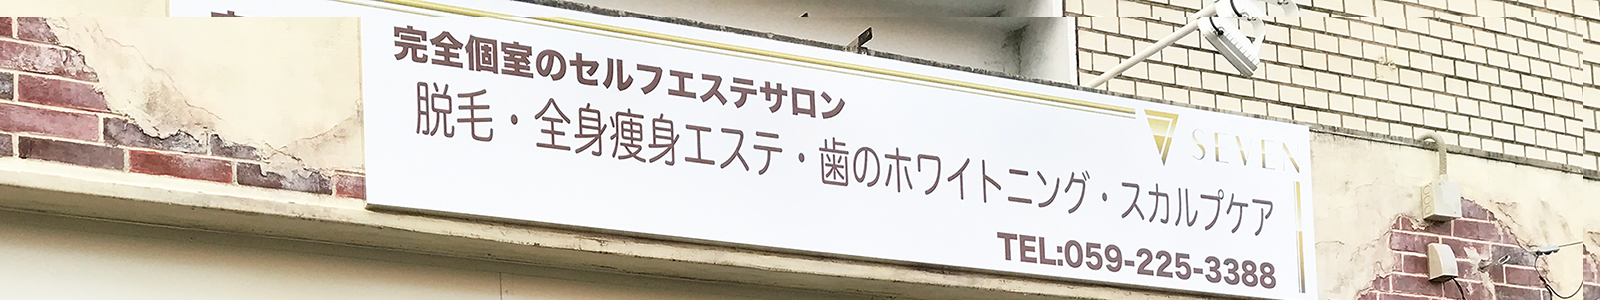 完全個室のセルフエステサロン
脱毛・全身痩身エステ・歯のホワイトニング・スカルプケア
SEVEN
TEL:059-225-3388